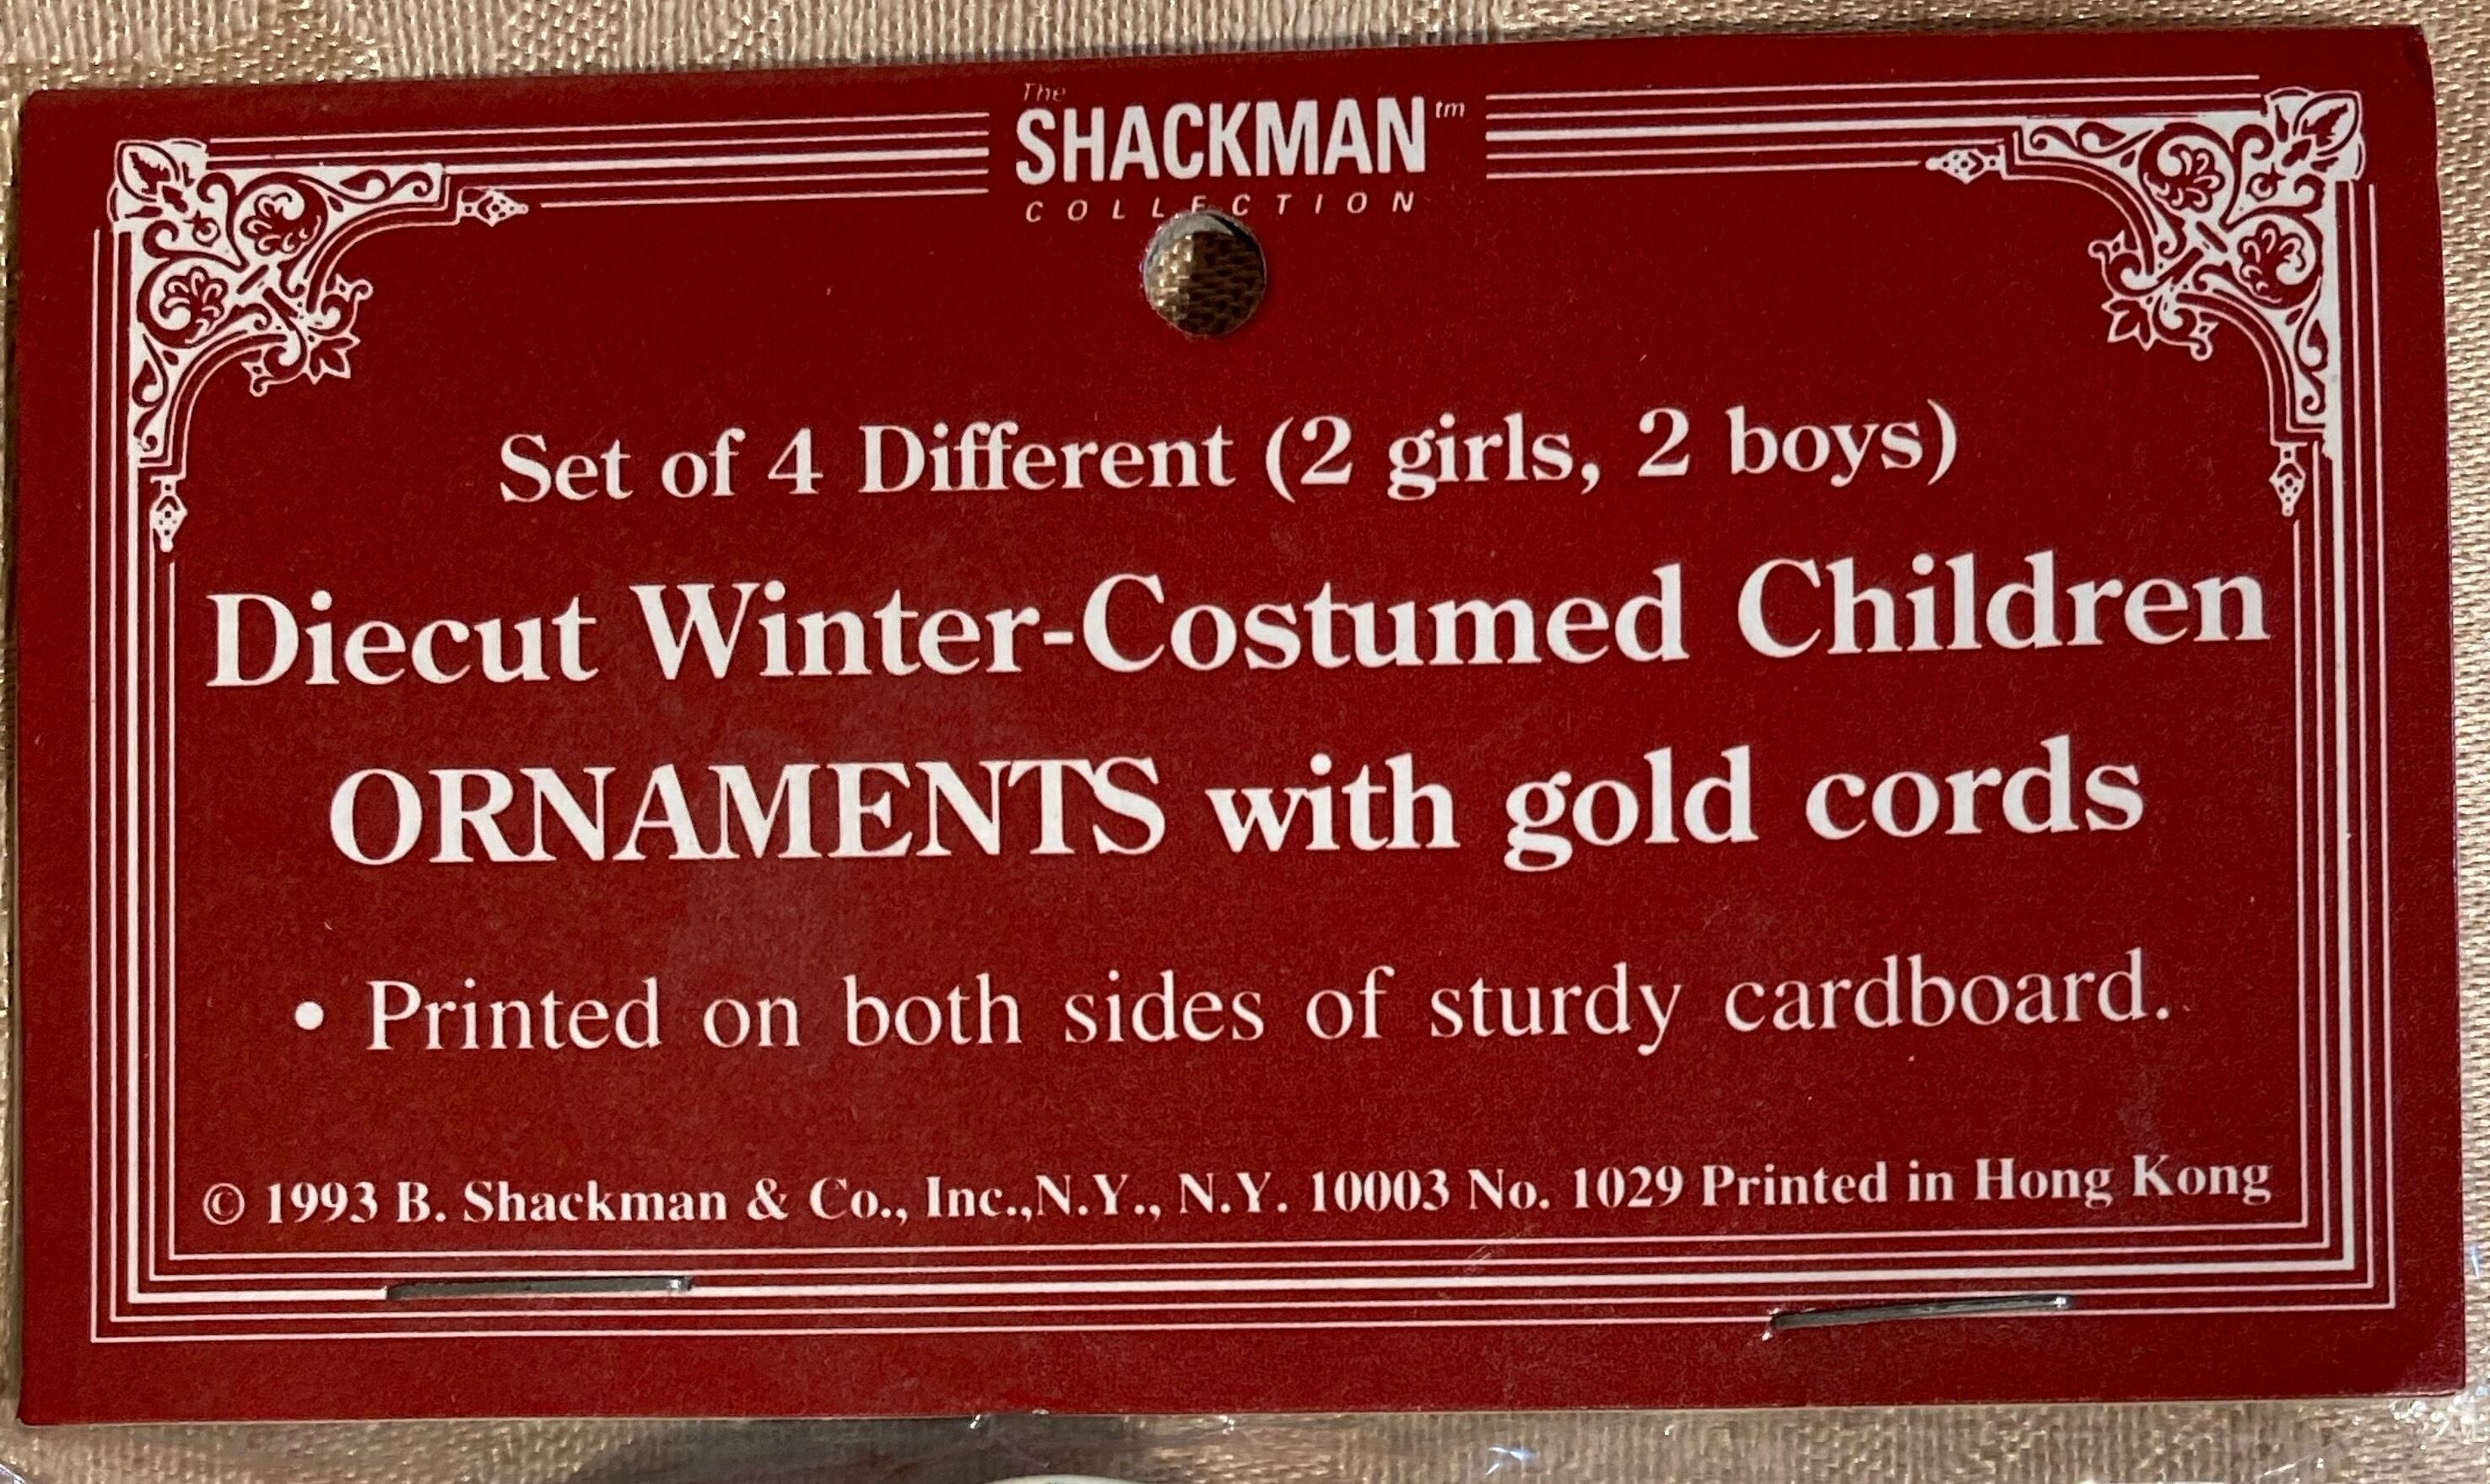 The
SHACKMAN tm
COLLECTION
Set of 4 Different (2 girls, 2 boys)
Diecut Winter-Costumed Children
ORNAMENTS with gold cords
• Printed on both sides of sturdy cardboard.
© 1993 B. Shackman & Co., Inc.,N.Y., N.Y. 10003 No. 1029 Printed in Hong Kong